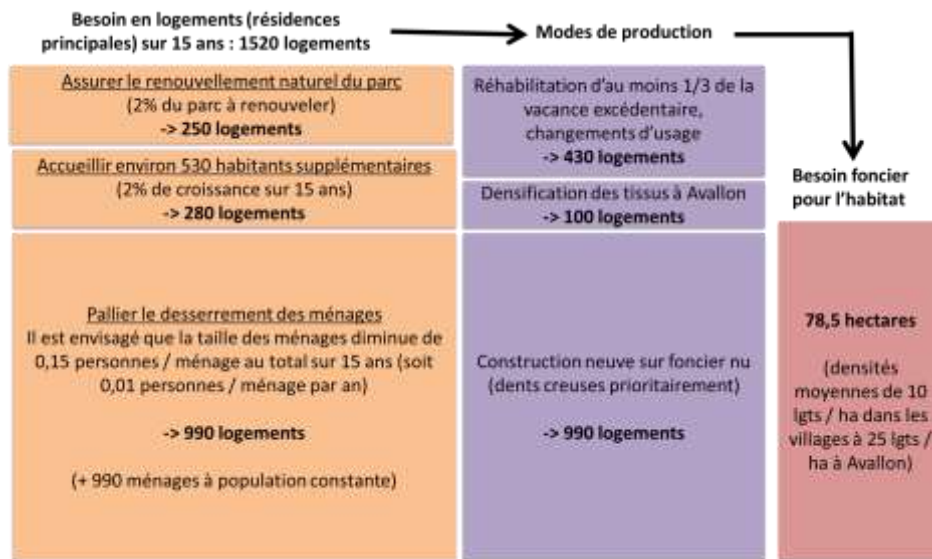 Besoin en logements (résidences
principales) sur 15 ans : 1520 logements
Modes de production
Assurer le renouvellement naturel du parc
(2% du parc à renouveler)
-> 250 logements
Accueillir environ 530 habitants supplémentaires
(2% de croissance sur 15 ans)
-> 280 logements
Pallier le desserrement des ménages
Il est envisagé que la taille des ménages diminue de
0,15 personnes / ménage au total sur 15 ans (soit
0,01 personnes / ménage par an)
-> 990 logements
(+ 990 ménages à population constante)
Réhabilitation d'au moins 1/3 de la
vacance excédentaire,
changements d'usage
-> 430 logements
Densification des tissus à Avallon
-> 100 logements
Construction neuve sur foncier nu
(dents creuses prioritairement)
-> 990 logements
Besoin foncier
pour l'habitat
78,5 hectares
(densités
moyennes de 10
lgts / ha dans les
villages à 25 lgts /
ha à Avallon)